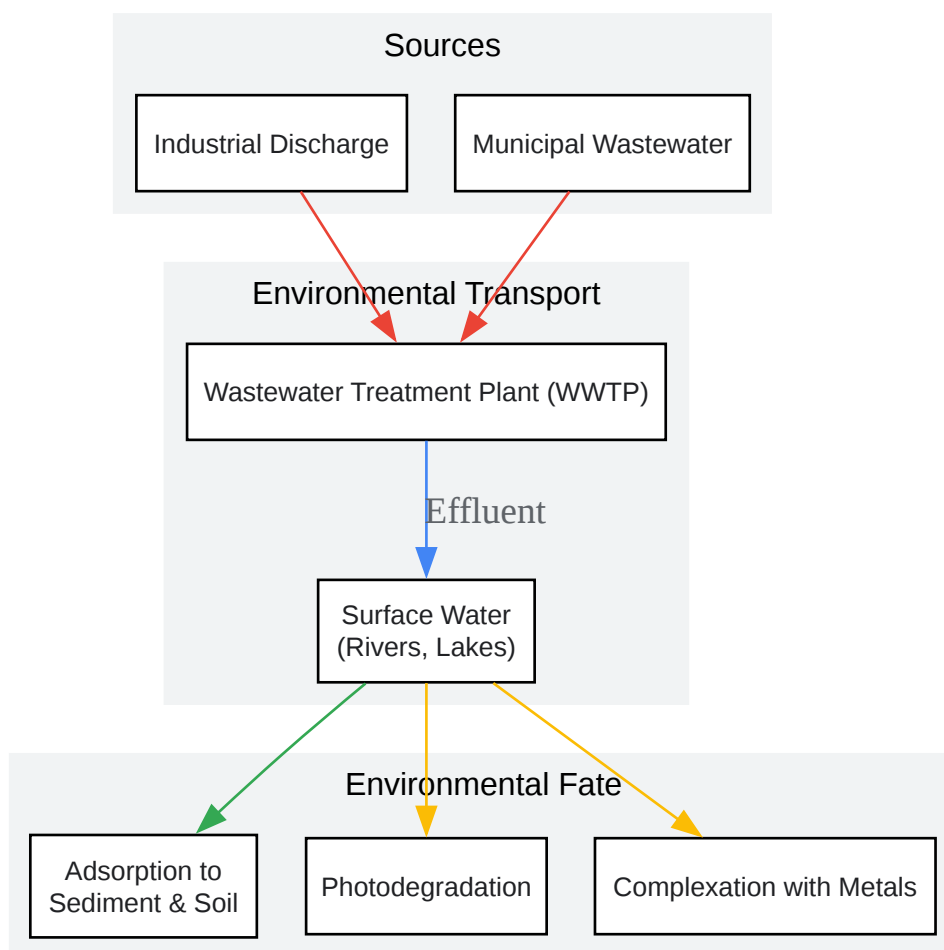 Sources
Industrial Discharge
Municipal Wastewater
Environmental Transport
Wastewater Treatment Plant (WWTP)
Effluent
Surface Water
(Rivers, Lakes)
Environmental Fate
Adsorption to
Sediment & Soil
Photodegradation
Complexation with Metals